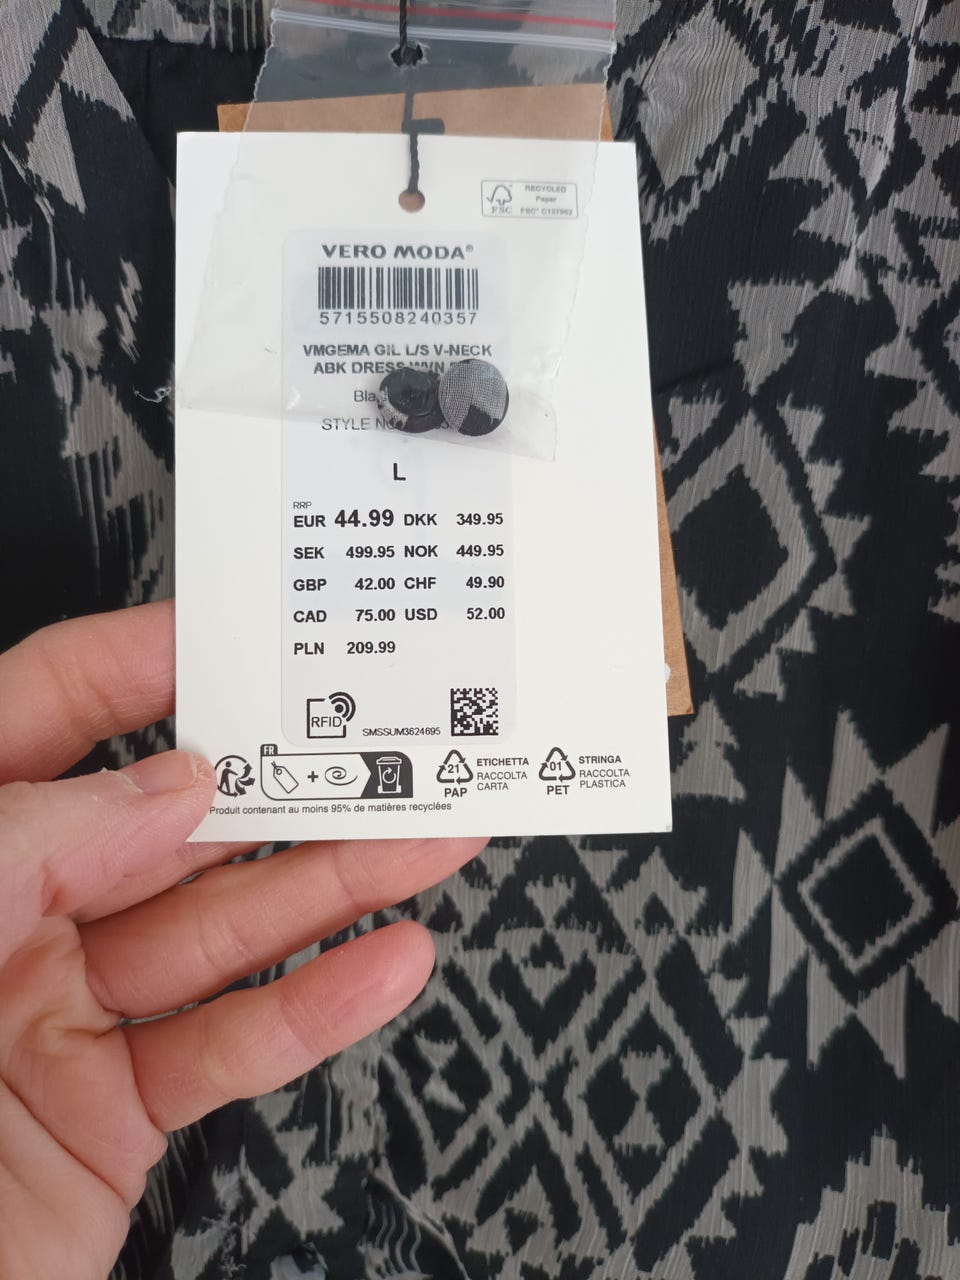 RECYCLED
Paper
FSC® C137962
FSC
VERO MODA®
5715508240357
VMGEMA GIL L/S V-NECK
ABK DRESS WVN
STYLE
L
RRP
EUR 44.99 DKK 349.95
SEK 499.95 NOK 449.95
GBP 42.00 CHF 49.90
CAD 75.00 USD 52.00
PLN 209.99
RFID
SMSSUM3624695
FR
+
21
PAP
ETICHETTA
RACCOLTA
CARTA
01
PET
STRINGA
RACCOLTA
PLASTICA
Produit contenant au moins 95% de matières recyclées